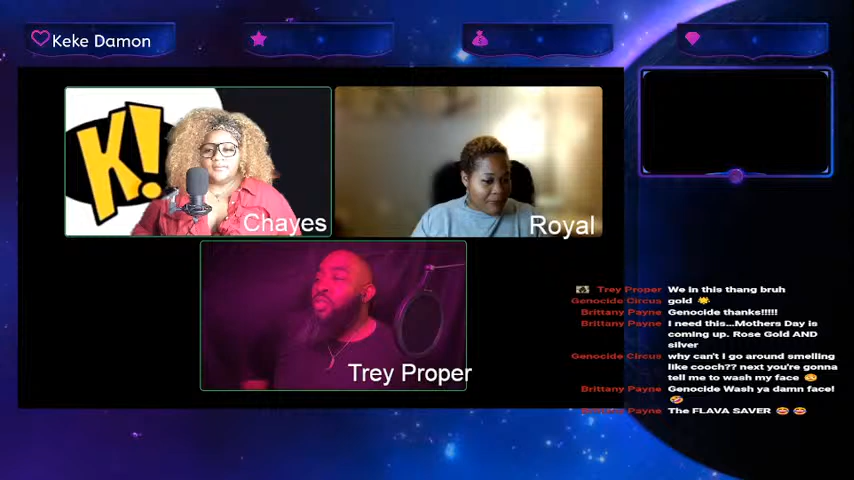 Keke Damon
K!
Chayes
Royal
Trey Proper
Trey Proper We in this thang bruh
Genocide Circus gold
Brittany Payne Genocide thanks!!!!!
Brittany Payne I need this...Mothers Day is
coming up. Rose Gold AND
silver
Genocide Circus why can't I go around smelling
like cooch?? next you're gonna
tell me to wash my face
Brittany Payne Genocide Wash ya damn face!
Brittany Payne The FLAVA SAVER